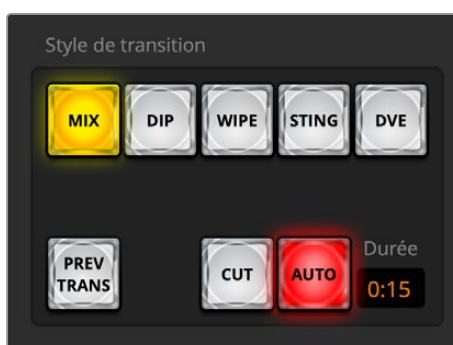 Style de transition
MIX DIP WIPE STING DVE
PREV
TRANS
CUT AUTO
Durée
0:15